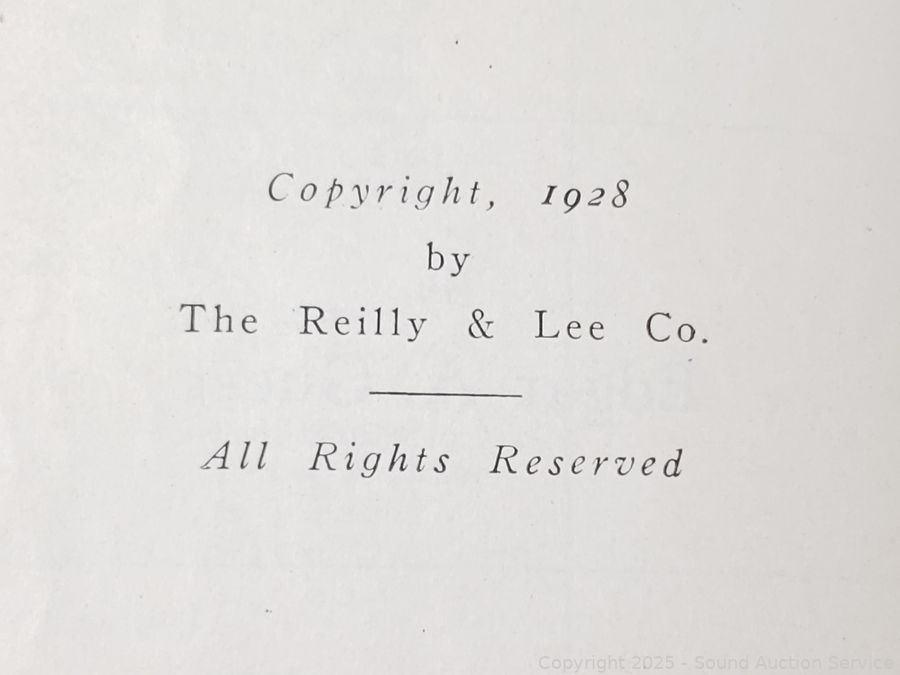 Copyright, 1928
by
The Reilly & Lee Co.
All Rights Reserved
Copyright 2025 - Sound Auction Service